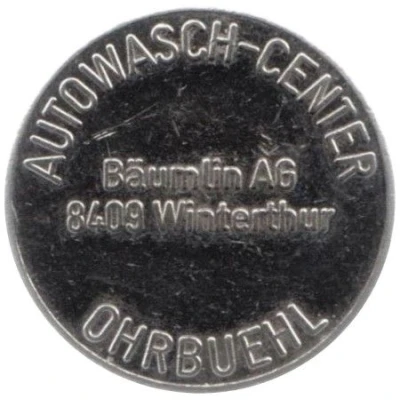 AUTOWASCH-CENTER
Bäumlin AG
8409 Winterthur
OHRBUEHL